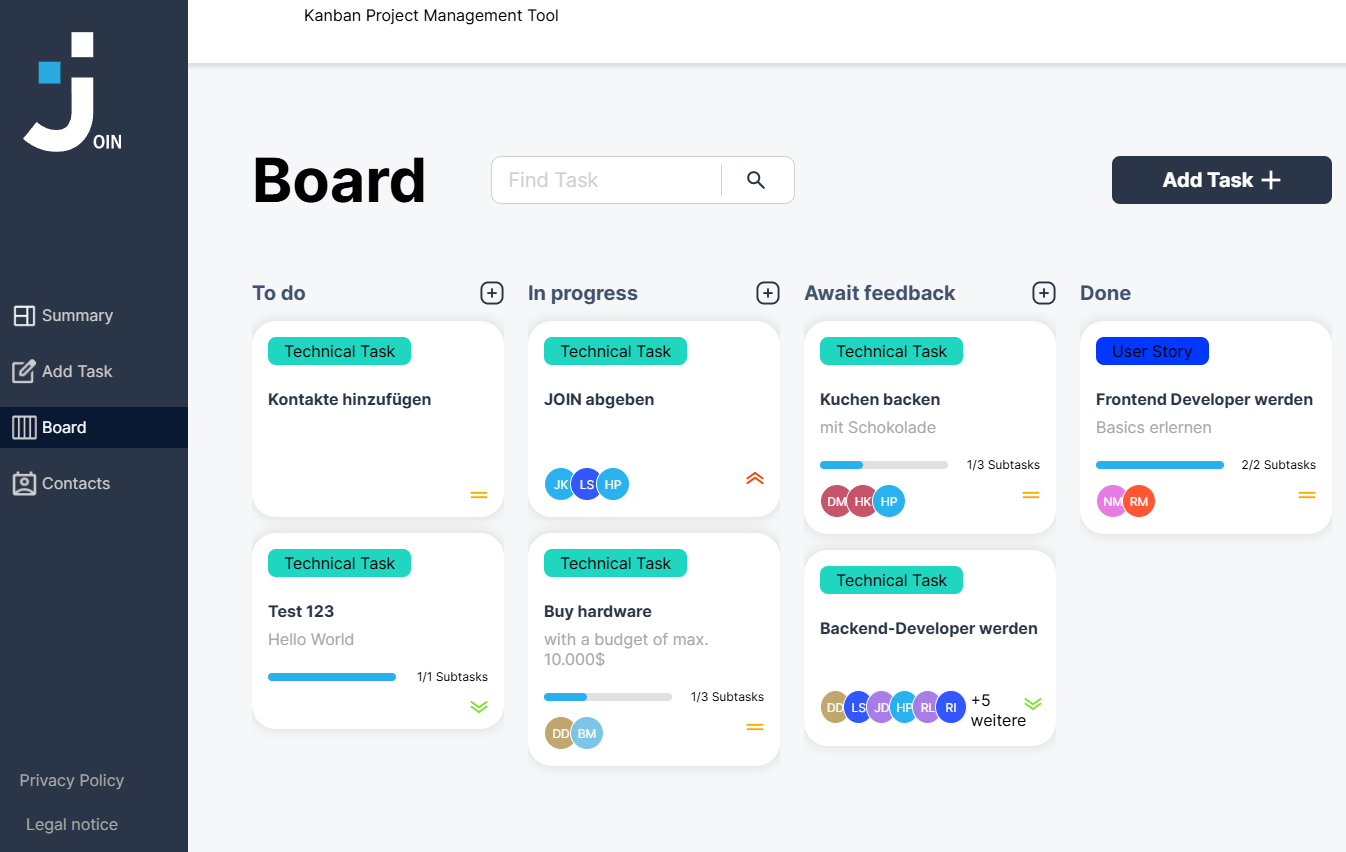 Kanban Project Management Tool
JOIN
Summary
Add Task
Board
Contacts
Privacy Policy
Legal notice
Board
Find Task
Add Task
To do
Technical Task
Kontakte hinzufügen
Technical Task
Test 123
Hello World
1/1 Subtasks
In progress
Technical Task
JOIN abgeben
JK LS HP
Technical Task
Buy hardware
with a budget of max.
10.000$
1/3 Subtasks
DD BM
Await feedback
Technical Task
Kuchen backen
mit Schokolade
1/3 Subtasks
DM HK HP
Technical Task
Backend-Developer werden
DD LS JD HP RL RI +5
weitere
Done
User Story
Frontend Developer werden
Basics erlernen
2/2 Subtasks
NM RM